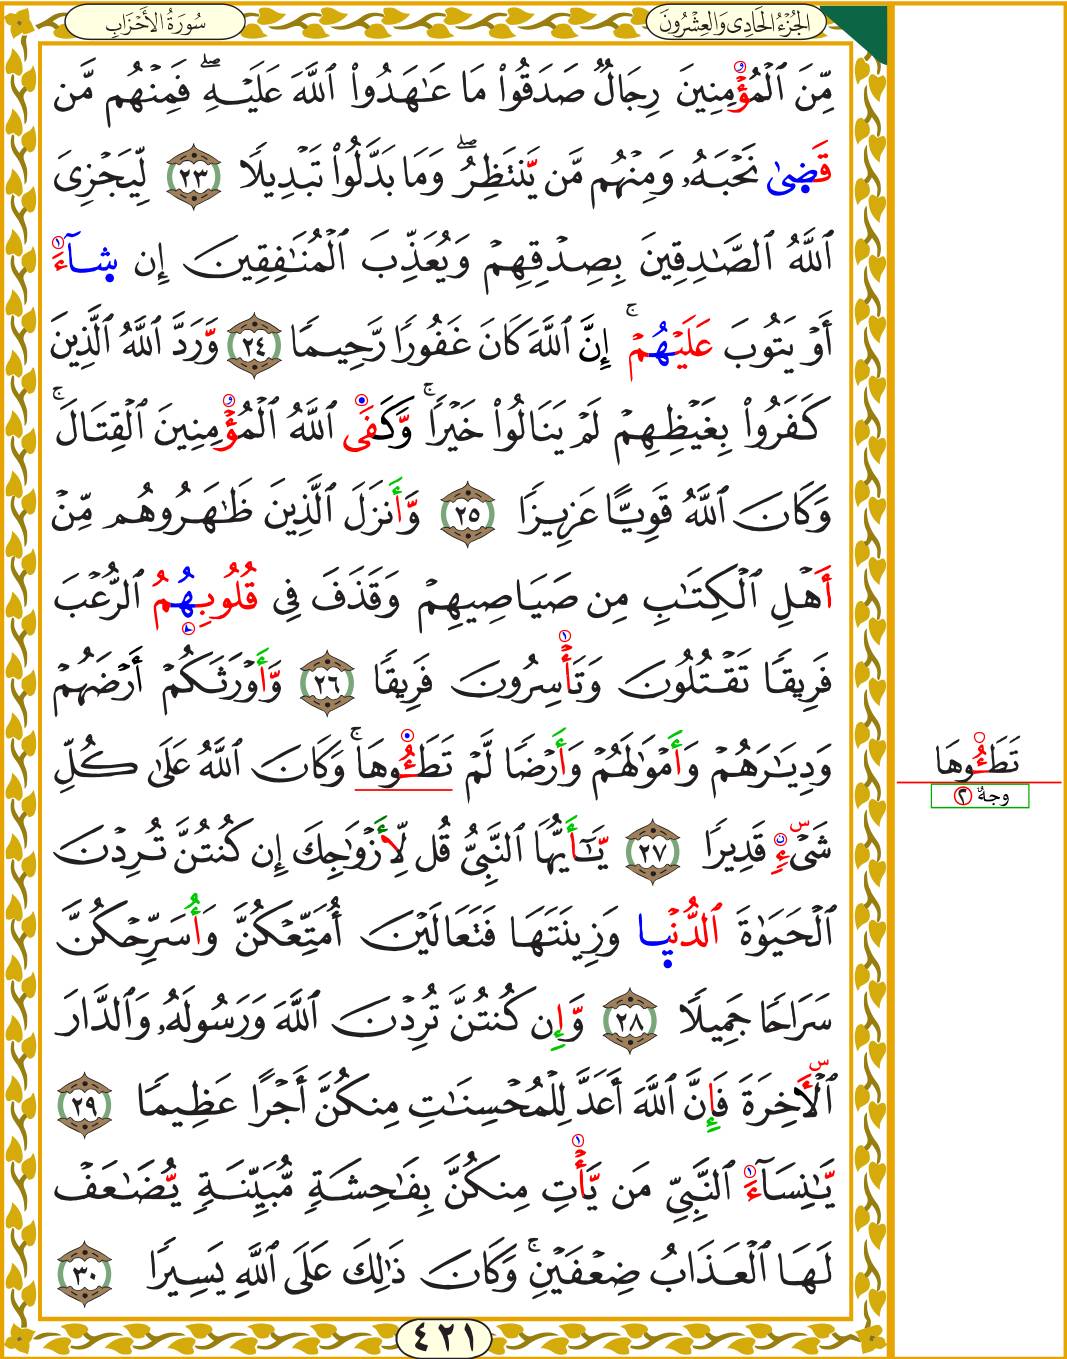 الجُزْءُ الحَادِي وَالعِشْرُونَ
سُورَةُ الأَحْزَابِ
مِّنَ ٱلْمُؤْمِنِينَ رِجَالٌ صَدَقُوا۟ مَا عَـٰهَدُوا۟ ٱللَّهَ عَلَيْهِ ۖ فَمِنْهُم مَّن
قَضَىٰ نَحْبَهُۥ وَمِنْهُم مَّن يَنتَظِرُ ۖ وَمَا بَدَّلُوا۟ تَبْدِيلًا ٢٣ لِّيَجْزِىَ
ٱللَّهُ ٱلصَّـٰدِقِينَ بِصِدْقِهِمْ وَيُعَذِّبَ ٱلْمُنَـٰفِقِينَ إِن شَآءَ
أَوْ يَتُوبَ عَلَيْهُمْ ۚ إِنَّ ٱللَّهَ كَانَ غَفُورًا رَّحِيمًا ٢٤ وَّرَدَّ ٱللَّهُ ٱلَّذِينَ
كَفَرُوا۟ بِغَيْظِهِمْ لَمْ يَنَالُوا۟ خَيْرًا ۚ وَّكَفَى ٱللَّهُ ٱلْمُؤْمِنِينَ ٱلْقِتَالَ ۚ
وَكَانَ ٱللَّهُ قَوِيًّا عَزِيزًا ٢٥ وَّأَنزَلَ ٱلَّذِينَ ظَـٰهَرُوهُم مِّنْ
أَهْلِ ٱلْكِتَـٰبِ مِن صَيَاصِيهِمْ وَقَذَفَ فِى قُلُوبِهُمُ ٱلرُّعْبَ
فَرِيقًا تَقْتُلُونَ وَتَأْسِرُونَ فَرِيقًا ٢٦ وَّأَوْرَثَكُمْ أَرْضَهُمْ
وَدِيَـٰرَهُمْ وَأَمْوَٰلَهُمْ وَأَرْضًا لَّمْ تَطَـُٔوهَا ۚ وَكَانَ ٱللَّهُ عَلَىٰ كُلِّ
شَىْءٍ قَدِيرًا ٢٧ يَّـٰٓأَيُّهَا ٱلنَّبِىُّ قُل لِّأَزْوَٰجِكَ إِن كُنتُنَّ تُرِدْنَ
ٱلْحَيَوٰةَ ٱلدُّنْيَا وَزِينَتَهَا فَتَعَالَيْنَ أُمَتِّعْكُنَّ وَأُسَرِّحْكُنَّ
سَرَاحًا جَمِيلًا ٢٨ وَّإِن كُنتُنَّ تُرِدْنَ ٱللَّهَ وَرَسُولَهُۥ وَٱلدَّارَ
ٱلْـَٔاخِرَةَ فَإِنَّ ٱللَّهَ أَعَدَّ لِلْمُحْسِنَـٰتِ مِنكُنَّ أَجْرًا عَظِيمًا ٢٩
يَّـٰنِسَآءَ ٱلنَّبِىِّ مَن يَّأْتِ مِنكُنَّ بِفَـٰحِشَةٍ مُّبَيِّنَةٍ يُّضَـٰعَفْ
لَهَا ٱلْعَذَابُ ضِعْفَيْنِ ۚ وَكَانَ ذَٰلِكَ عَلَى ٱللَّهِ يَسِيرًا ٣٠
٤٢١
تَطَـُٔوهَا
وجهٌ ٢